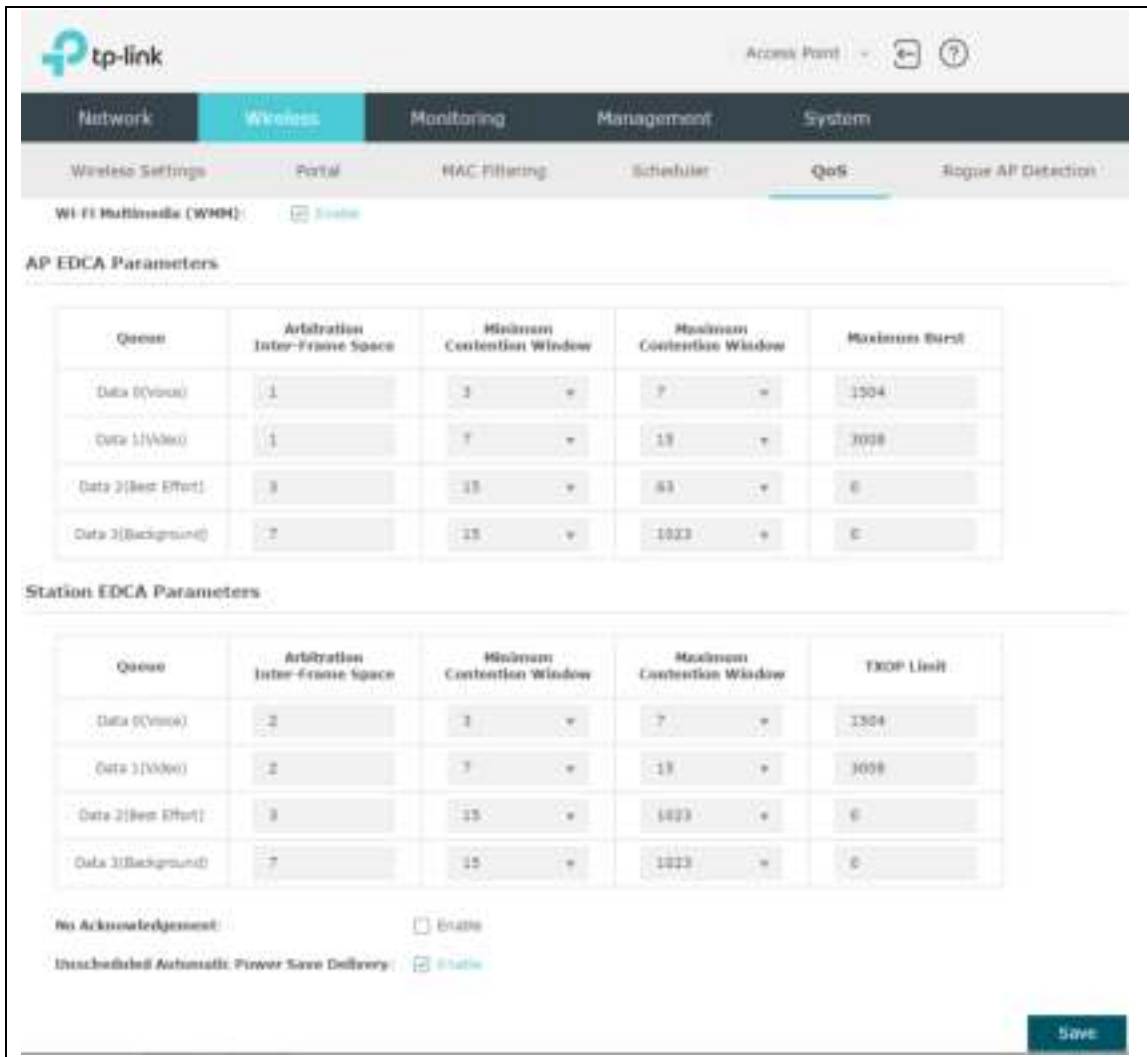 tp-link
Access Point
Network Wireless Monitoring Management System
Wireless Settings Portal MAC Filtering Scheduler QoS Rogue AP Detection
Wi-Fi Multimedia (WMM): Enable
AP EDCA Parameters
Queue Arbitration Inter-Frame Space Minimum Contention Window Maximum Contention Window Maximum Burst
Data 0(Voice) 1 3 7 1504
Data 1(Video) 1 7 15 3008
Data 2(Best Effort) 3 15 63 0
Data 3(Background) 7 15 1023 0
Station EDCA Parameters
Queue Arbitration Inter-Frame Space Minimum Contention Window Maximum Contention Window TXOP Limit
Data 0(Voice) 2 3 7 1504
Data 1(Video) 2 7 15 3008
Data 2(Best Effort) 3 15 1023 0
Data 3(Background) 7 15 1023 0
No Acknowledgement: Enable
Unscheduled Automatic Power Save Delivery: Enable
Save